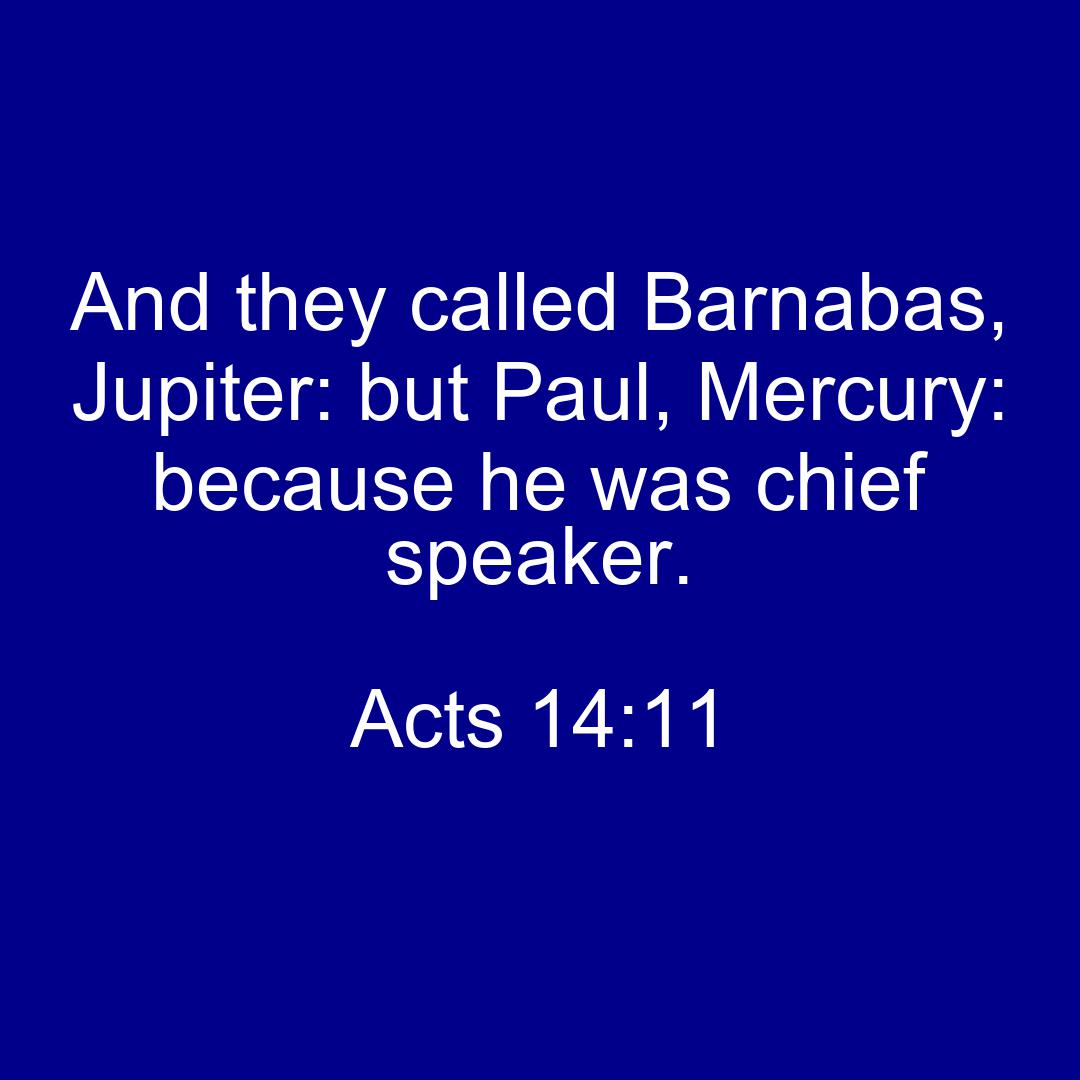 And they called Barnabas,
Jupiter: but Paul, Mercury:
because he was chief
speaker.
Acts 14:11